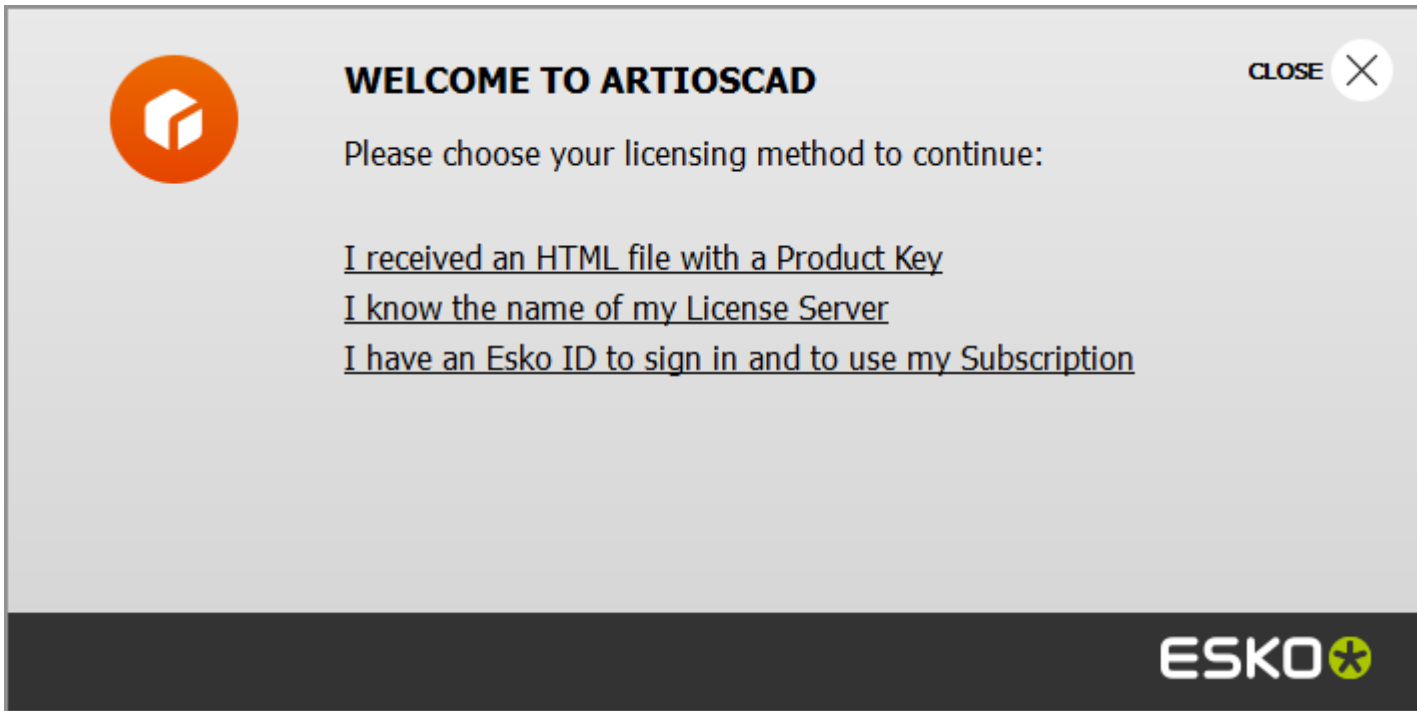 WELCOME TO ARTIOSCAD
CLOSE
Please choose your licensing method to continue:
I received an HTML file with a Product Key
I know the name of my License Server
I have an Esko ID to sign in and to use my Subscription
ESKO